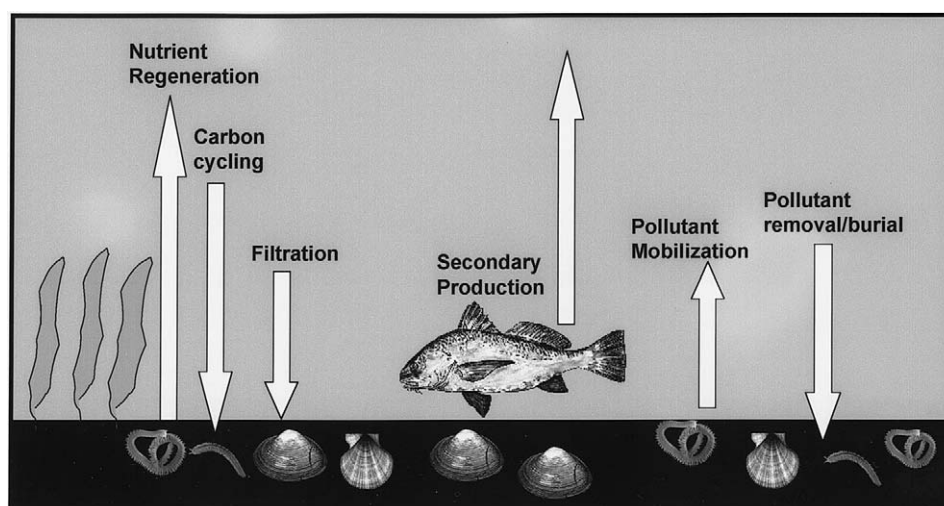 Nutrient
Regeneration
Carbon
cycling
Filtration
Secondary
Production
Pollutant
Mobilization
Pollutant
removal/burial